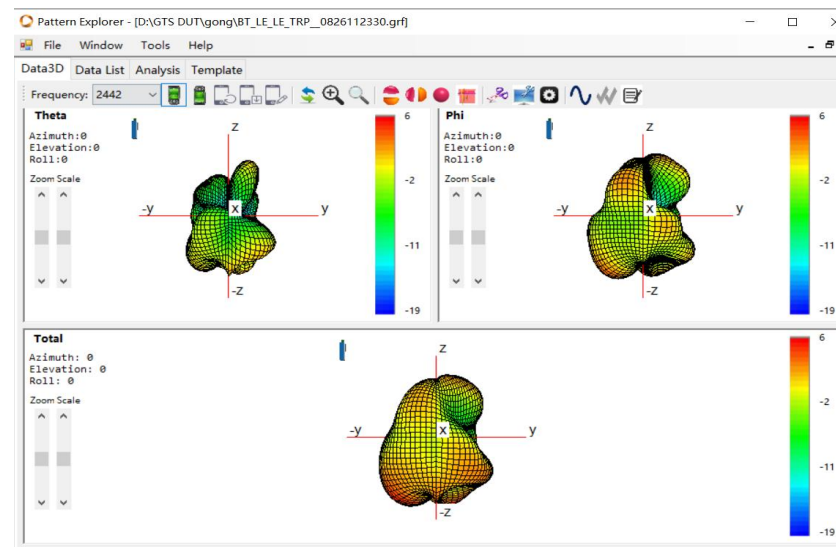 Pattern Explorer - [D:\GTS DUT\gong\BT_LE_LE_TRP__0826112330.grf]
File Window Tools Help
Data3D Data List Analysis Template
Frequency: 2442
Theta
Azimuth:0
Elevation:0
Roll:0
Zoom Scale
z
-y
x
y
-z
6
-2
-11
-19
Phi
Azimuth:0
Elevation:0
Roll:0
Zoom Scale
z
-y
x
y
-z
6
-2
-11
-19
Total
Azimuth: 0
Elevation: 0
Roll: 0
Zoom Scale
z
-y
x
y
-z
6
-2
-11
-19